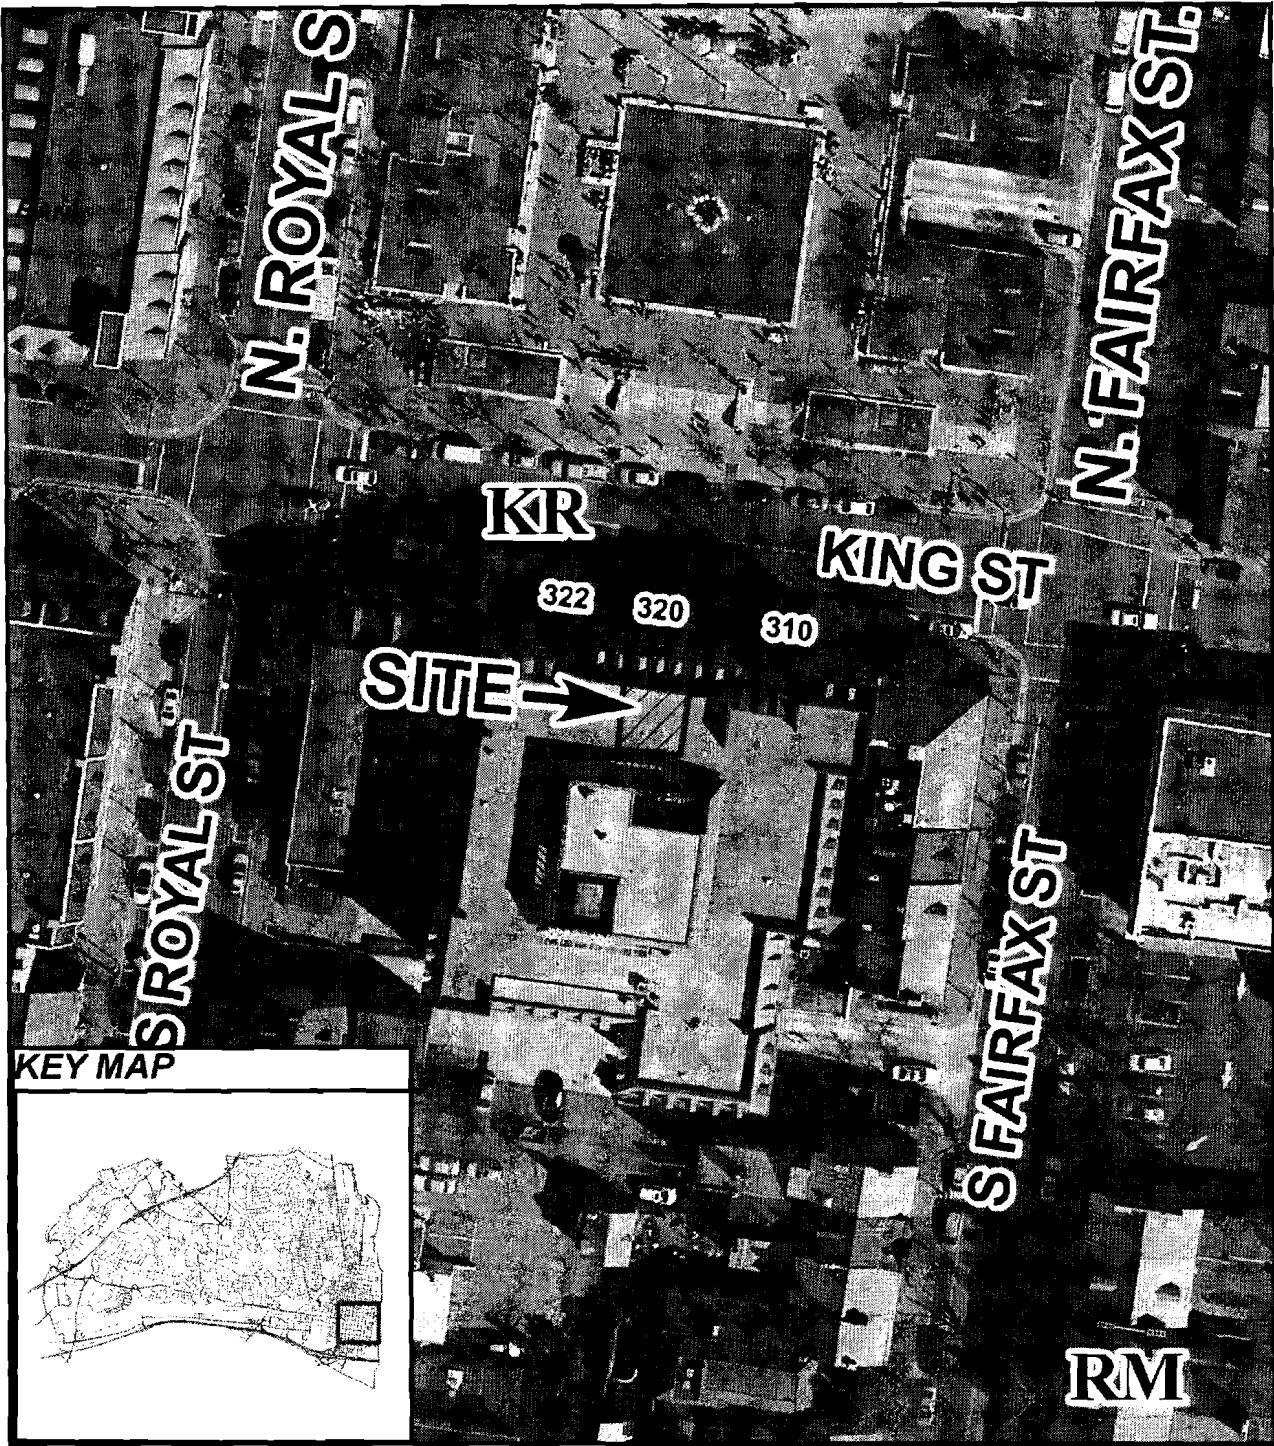 N. ROYAL S
N. FAIRFAX ST.
KR
KING ST
322
320
310
SITE
S ROYAL ST
S FAIRFAX ST
KEY MAP
RM